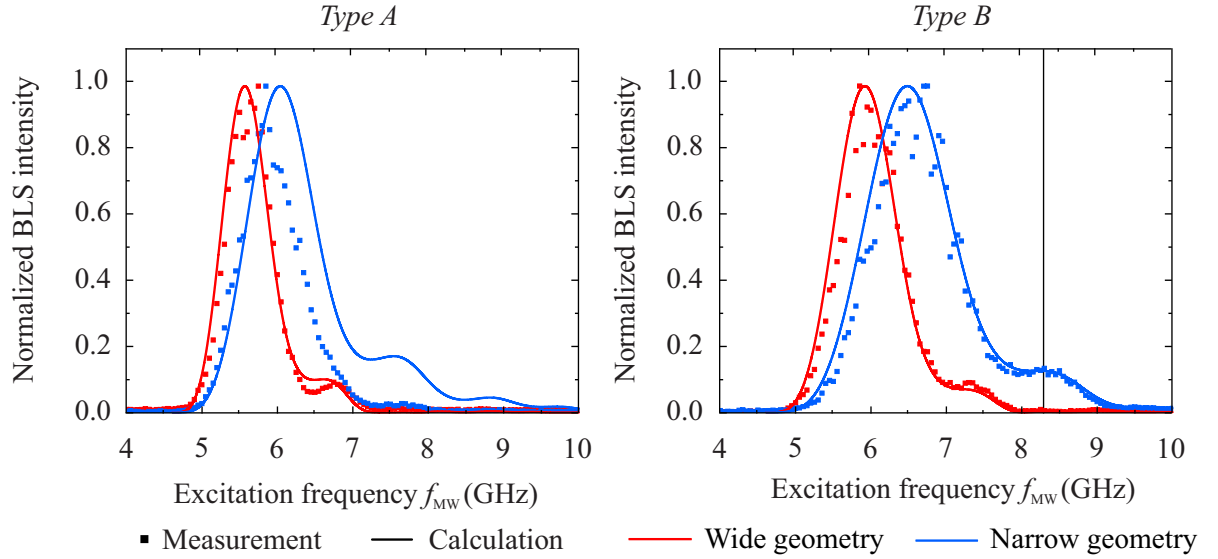 Type A
Type B
Normalized BLS intensity
1.0
0.8
0.6
0.4
0.2
0.0
4 5 6 7 8 9 10
Excitation frequency fMW (GHz)
Normalized BLS intensity
1.0
0.8
0.6
0.4
0.2
0.0
4 5 6 7 8 9 10
Excitation frequency fMW (GHz)
Measurement Calculation Wide geometry Narrow geometry